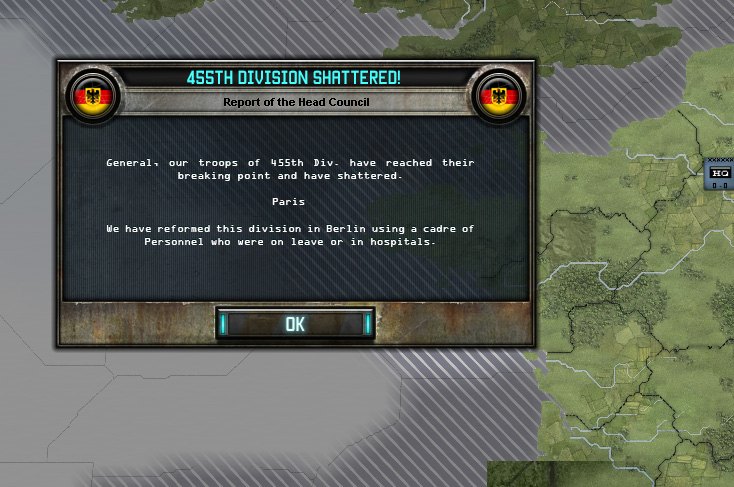 455TH DIVISION SHATTERED!
Report of the Head Council
General, our troops of 455th Div. have reached their
breaking point and have shattered.
Paris
We have reformed this division in Berlin using a cadre of
Personnel who were on leave or in hospitals.
OK
HQ
0-0